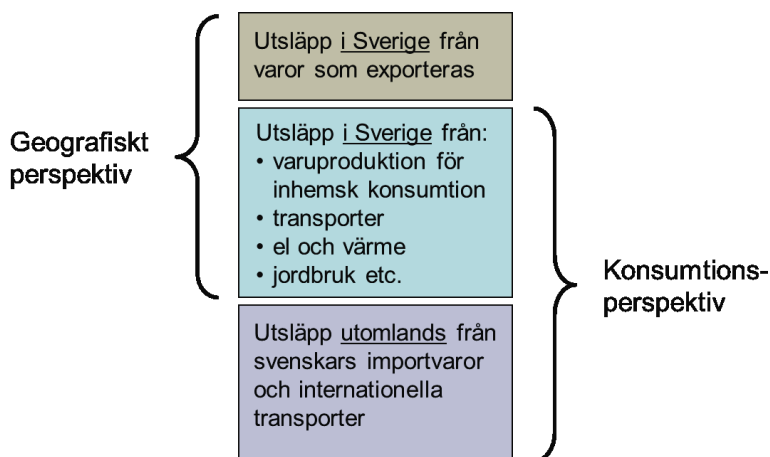 Utsläpp i Sverige från
varor som exporteras
Geografiskt
perspektiv
Utsläpp i Sverige från:
• varuproduktion för
inhemsk konsumtion
• transporter
• el och värme
• jordbruk etc.
Konsumtions-
perspektiv
Utsläpp utomlands från
svenskars importvaror
och internationella
transporter